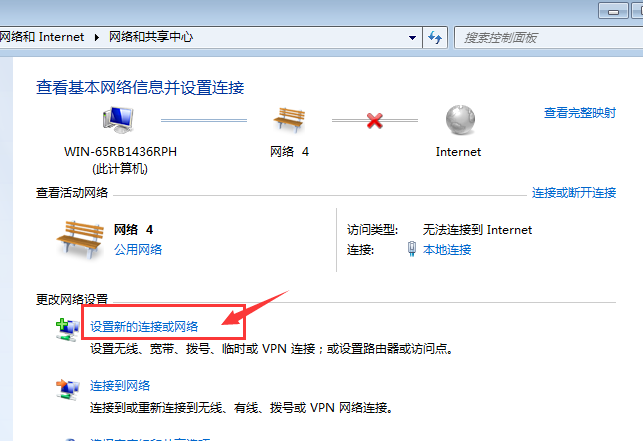 网络和 Internet ▸ 网络和共享中心
搜索控制面板
查看基本网络信息并设置连接
查看完整映射
WIN-65RB1436RPH
(此计算机)
网络 4
Internet
查看活动网络
连接或断开连接
网络 4
公用网络
访问类型: 无法连接到 Internet
连接: 本地连接
更改网络设置
设置新的连接或网络
设置无线、宽带、拨号、临时或 VPN 连接；或设置路由器或访问点。
连接到网络
连接到或重新连接到无线、有线、拨号或 VPN 网络连接。